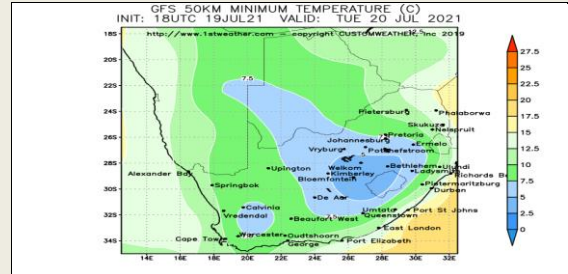 GFS 50KM MINIMUM TEMPERATURE (C)
INIT: 18UTC 19JUL21 VALID: TUE 20 JUL 2021
http://www.1stweather.com — copyright CUSTOMWEATHER, Inc 2019
12.5
18S
20S
22S
24S
26S
28S
30S
32S
34S
7.5
Pietersburg
Phalaborwa
Skukuza
Nelspruit
Pretoria
Johannesburg
Ermelo
Vryburg
Potchefstroom
Welkom
Bethlehem
Ulundi
Upington
Kimberley
Ladysmith
Richards Ba
Alexander Bay
Bloemfontein
Springbok
Pietermaritzburg
Durban
De Aar
Calvinia
Umtata
Port St Johns
Vredendal
Beaufort West
Queenstown
East London
Worcester
Oudtshoorn
Cape Town
George
Port Elizabeth
14E 16E 18E 20E 22E 24E 26E 28E 30E 32E
27.5
25
22.5
20
17.5
15
12.5
10
7.5
5
2.5
0